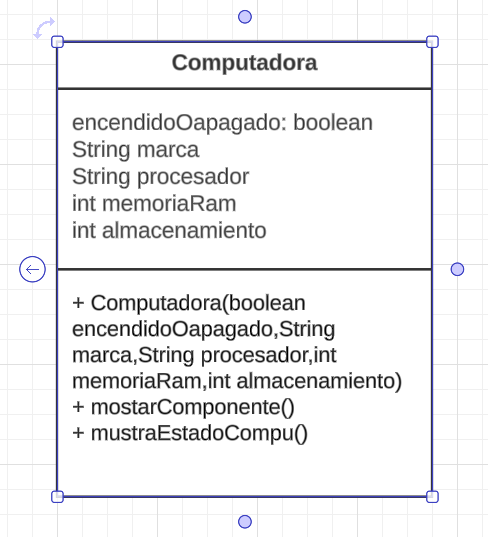 Computadora
encendidoOapagado: boolean
String marca
String procesador
int memoriaRam
int almacenamiento
+ Computadora(boolean
encendidoOapagado,String
marca,String procesador,int
memoriaRam,int almacenamiento)
+ mostarComponente()
+ mustraEstadoCompu()